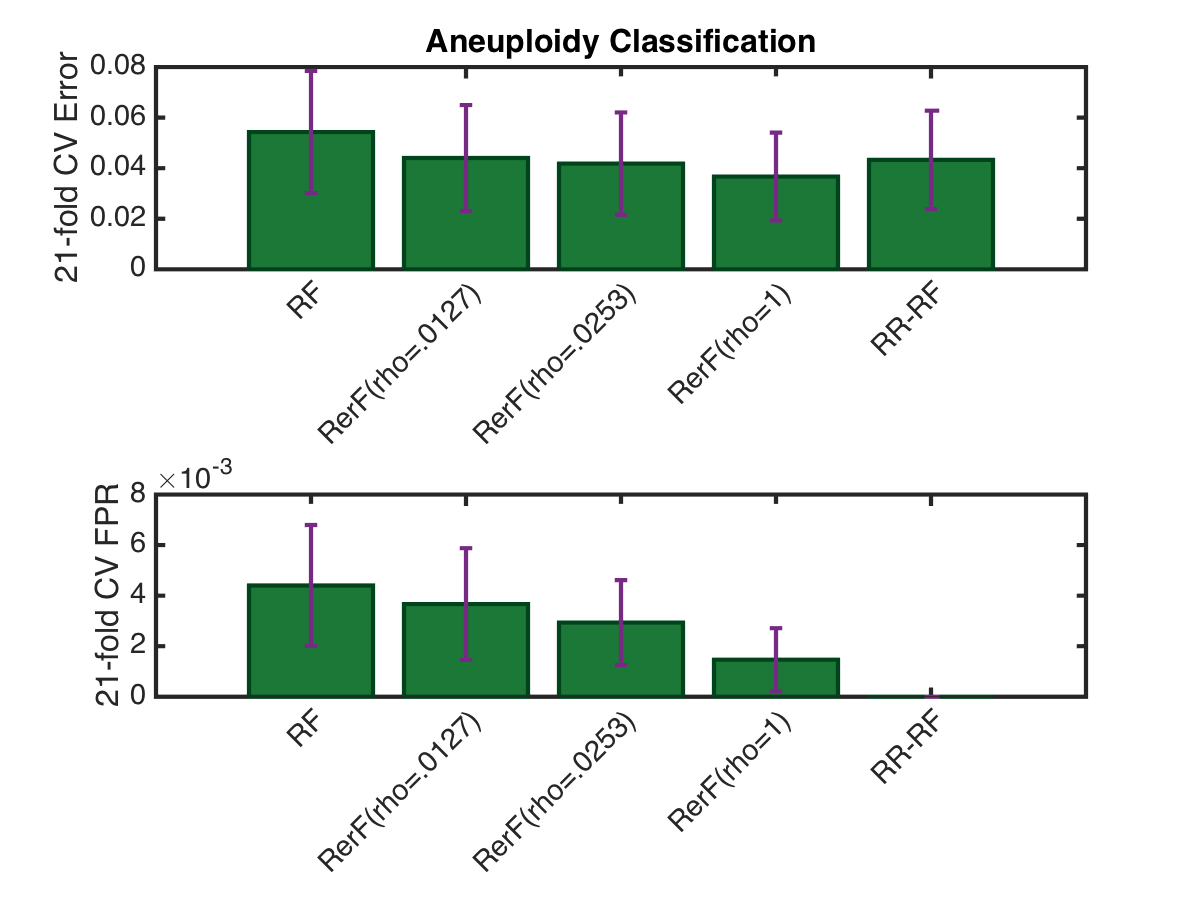 Aneuploidy Classification
21-fold CV Error
0.08
0.06
0.04
0.02
0
RF
RerF(rho=.0127)
RerF(rho=.0253)
RerF(rho=1)
RR-RF
×10-3
21-fold CV FPR
8
6
4
2
0
RF
RerF(rho=.0127)
RerF(rho=.0253)
RerF(rho=1)
RR-RF